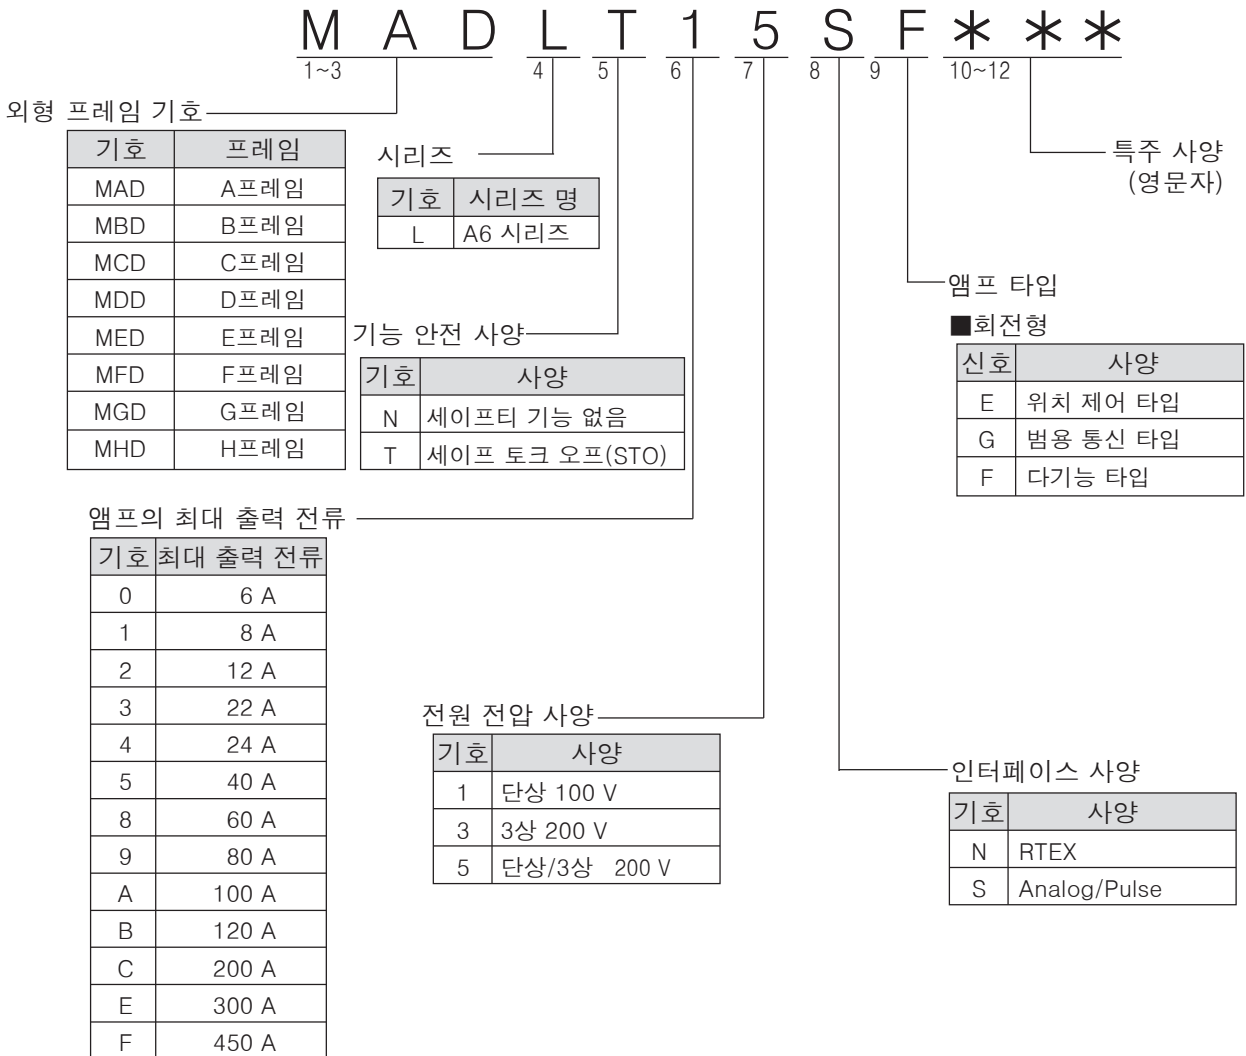 M A D L T 1 5 S F * * *
1~3 4 5 6 7 8 9 10~12
외형 프레임 기호
기호 프레임
MAD A프레임
MBD B프레임
MCD C프레임
MDD D프레임
MED E프레임
MFD F프레임
MGD G프레임
MHD H프레임
시리즈
기호 시리즈 명
L A6 시리즈
특주 사양
(영문자)
기능 안전 사양
기호 사양
N 세이프티 기능 없음
T 세이프 토크 오프(STO)
앰프 타입
■회전형
신호 사양
E 위치 제어 타입
G 범용 통신 타입
F 다기능 타입
앰프의 최대 출력 전류
기호 최대 출력 전류
0 6 A
1 8 A
2 12 A
3 22 A
4 24 A
5 40 A
8 60 A
9 80 A
A 100 A
B 120 A
C 200 A
E 300 A
F 450 A
전원 전압 사양
기호 사양
1 단상 100 V
3 3상 200 V
5 단상/3상 200 V
인터페이스 사양
기호 사양
N RTEX
S Analog/Pulse